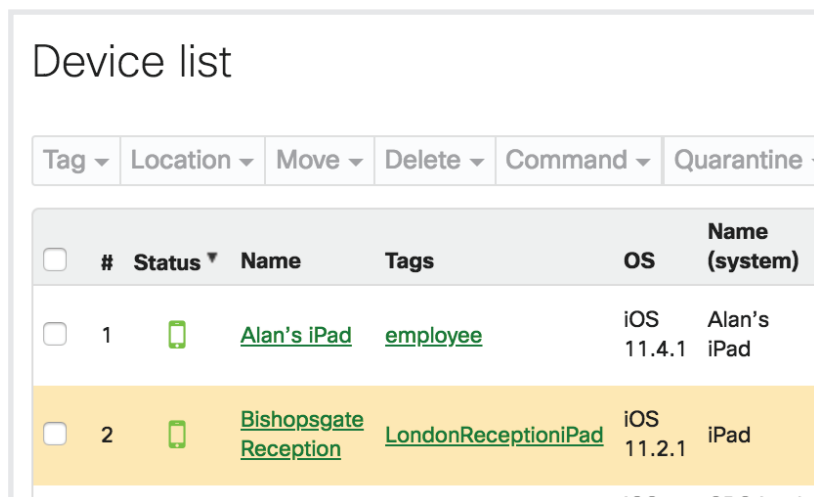 Device list
Tag Location Move Delete Command Quarantine
# Status Name Tags OS Name (system)
1 Alan's iPad employee iOS 11.4.1 Alan's iPad
2 Bishopsgate Reception LondonReceptioniPad iOS 11.2.1 iPad